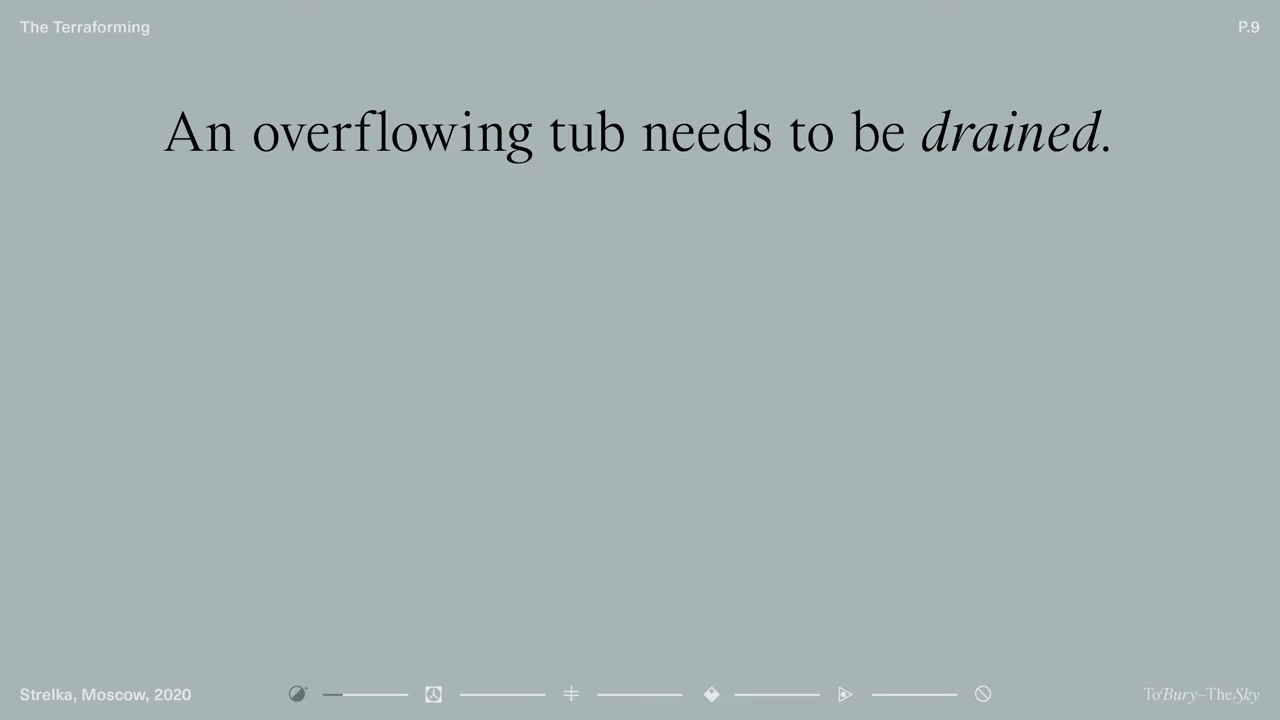 The Terraforming
P.9
An overflowing tub needs to be drained.
Strelka, Moscow, 2020
To Bury–The Sky